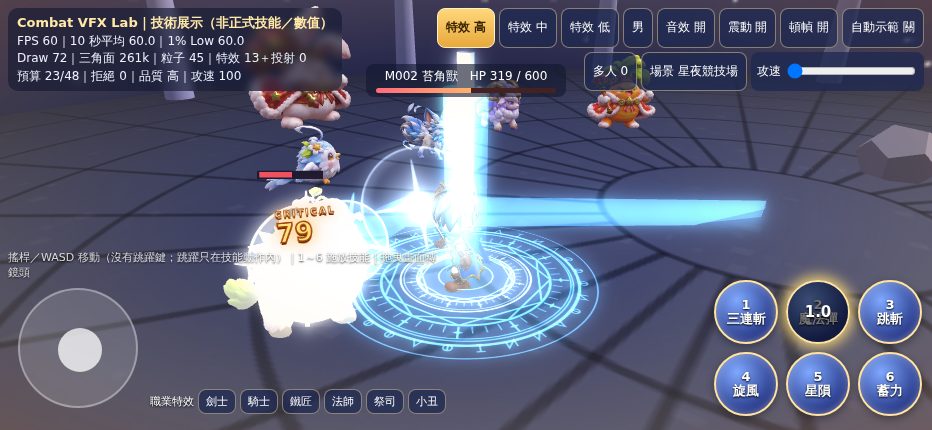 Combat VFX Lab｜技術展示（非正式技能／數值）
FPS 60｜10 秒平均 60.0｜1% Low 60.0
Draw 72｜三角面 261k｜粒子 45｜特效 13＋投射 0
預算 23/48｜拒絕 0｜品質 高｜攻速 100
特效 高
特效 中
特效 低
男
音效 開
震動 開
頓幀 開
自動示範 關
M002 苔角獸 HP 319 / 600
多人 0
場景 星夜競技場
攻速
CRITICAL
79
搖桿／WASD 移動（沒有跳躍鍵；跳躍只在技能動作內）｜1～6 施放技能｜
鏡頭
1
三連斬
1.0
3
跳斬
4
旋風
5
星隕
6
蓄力
職業特效
劍士
騎士
鐵匠
法師
祭司
小丑